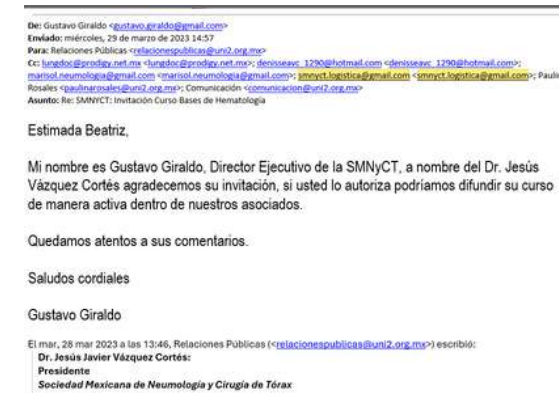 De: Gustavo Giraldo <gustavo.giraldo@gmail.com>
Enviado: miércoles, 29 de marzo de 2023 14:57
Para: Relaciones Públicas <relacionespublicas@uni2.org.mx>
Cc: lungdoc@prodigy.net.mx <lungdoc@prodigy.net.mx>; denisseavc_1290@hotmail.com <denisseavc_1290@hotmail.com>;
marisol.neumologia@gmail.com <marisol.neumologia@gmail.com>; smnyct.logistica@gmail.com <smnyct.logistica@gmail.com>; Paulin
Rosales <paulinarosales@uni2.org.mx>; Comunicación <comunicacion@uni2.org.mx>
Asunto: Re: SMNYCT: Invitación Curso Bases de Hematología
Estimada Beatriz,
Mi nombre es Gustavo Giraldo, Director Ejecutivo de la SMNyCT, a nombre del Dr. Jesús
Vázquez Cortés agradecemos su invitación, si usted lo autoriza podríamos difundir su curso
de manera activa dentro de nuestros asociados.
Quedamos atentos a sus comentarios.
Saludos cordiales
Gustavo Giraldo
El mar, 28 mar 2023 a las 13:46, Relaciones Públicas (<relacionespublicas@uni2.org.mx>) escribió:
Dr. Jesús Javier Vázquez Cortés:
Presidente
Sociedad Mexicana de Neumología y Cirugía de Tórax